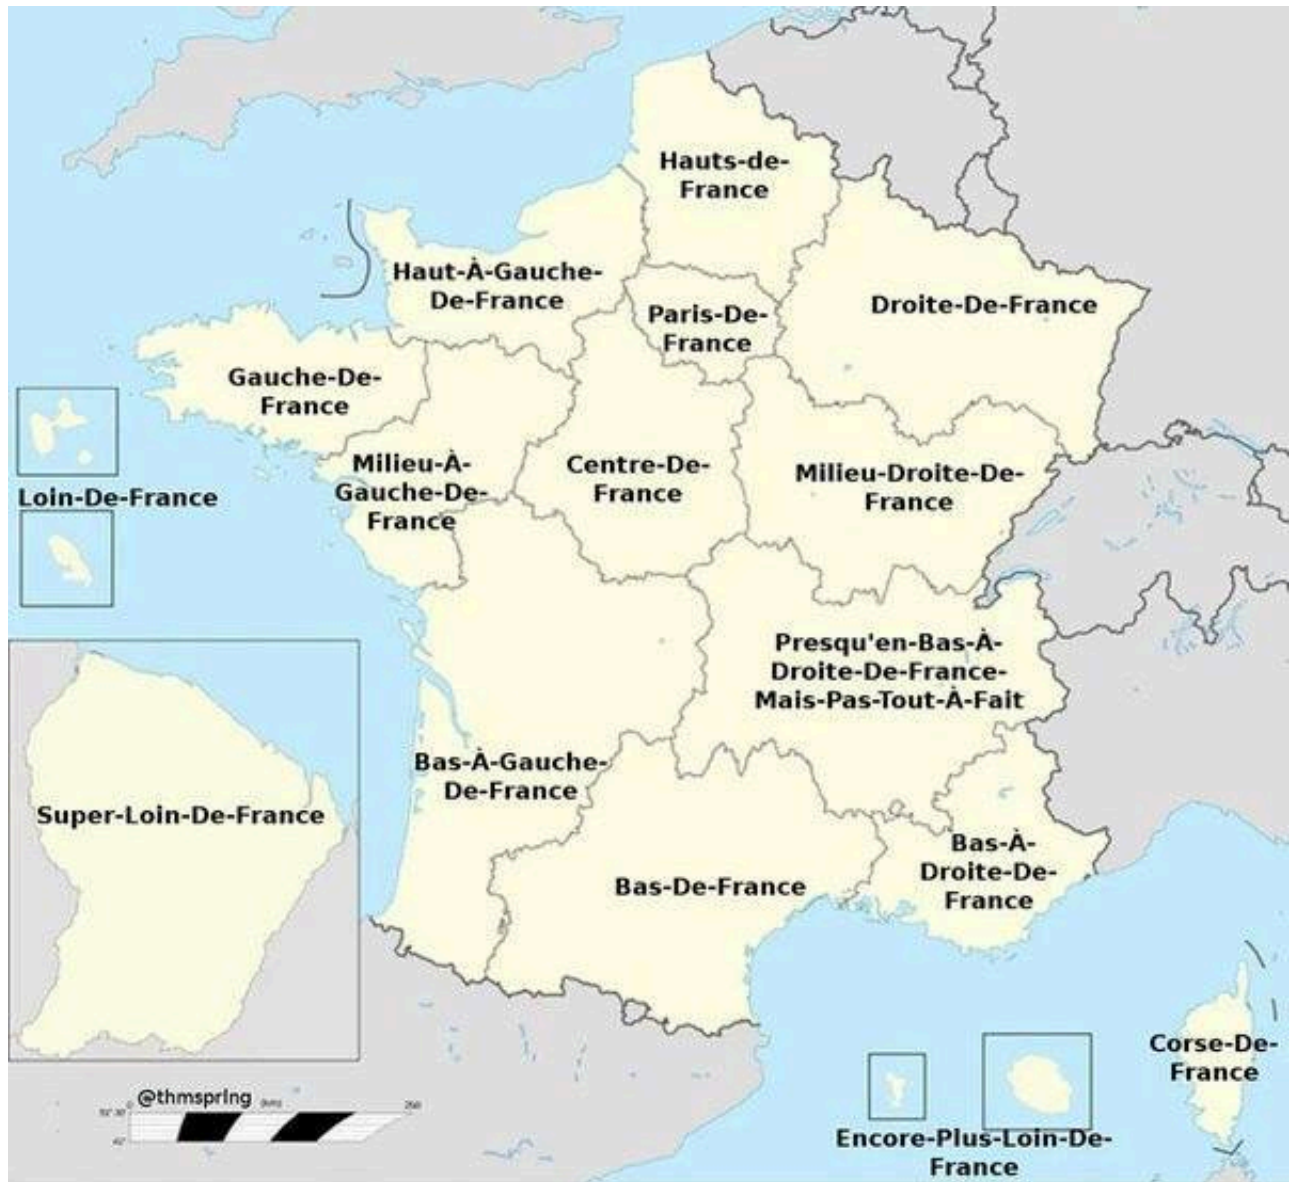 Hauts-de-
France
Haut-À-Gauche-
De-France
Paris-De-
France
Droite-De-France
Gauche-De-
France
Milieu-À-
Gauche-De-
France
Centre-De-
France
Milieu-Droite-De-
France
Loin-De-France
Presqu'en-Bas-À-
Droite-De-France-
Mais-Pas-Tout-À-Fait
Bas-À-Gauche-
De-France
Super-Loin-De-France
Bas-À-
Droite-De-
France
Bas-De-France
Corse-De-
France
Encore-Plus-Loin-De-
France
@thmspring
0 (km) 250